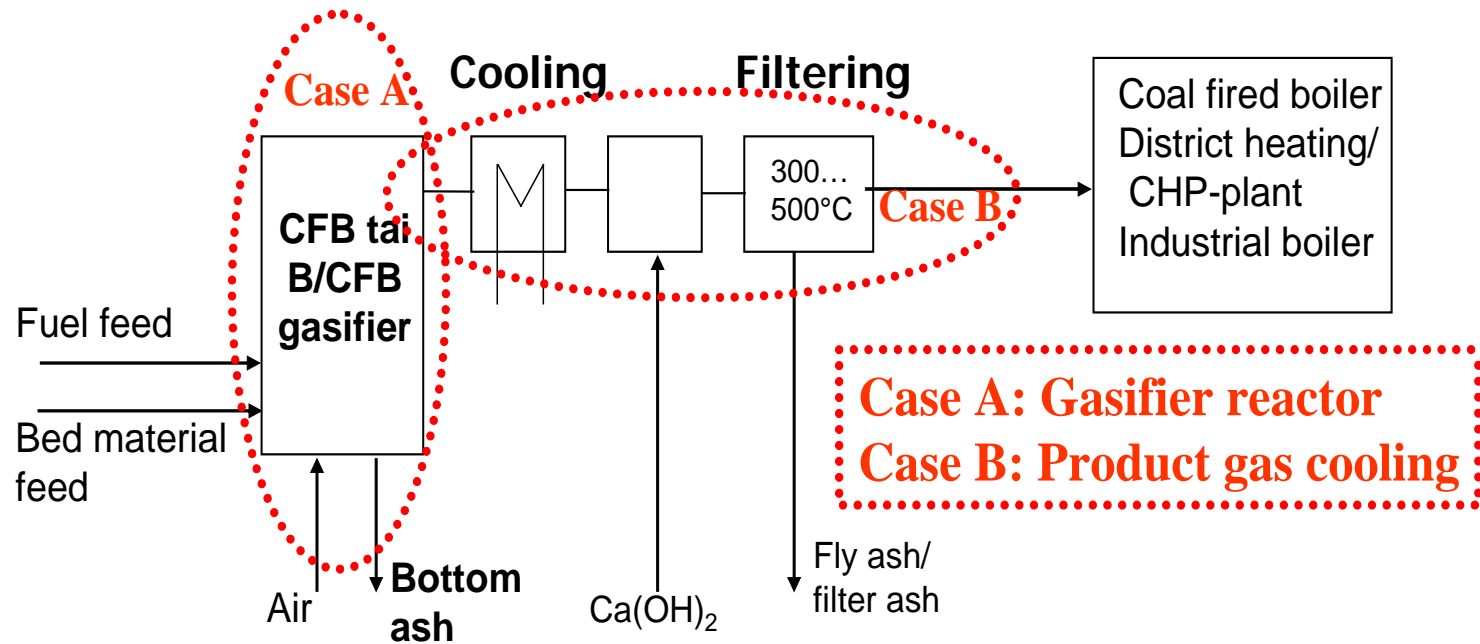 Case A
Cooling
Filtering
CFB tai
B/CFB
gasifier
300…
500°C
Case B
Coal fired boiler
District heating/
CHP-plant
Industrial boiler
Fuel feed
Bed material
feed
Air
Bottom
ash
Ca(OH)2
Fly ash/
filter ash
Case A: Gasifier reactor
Case B: Product gas cooling